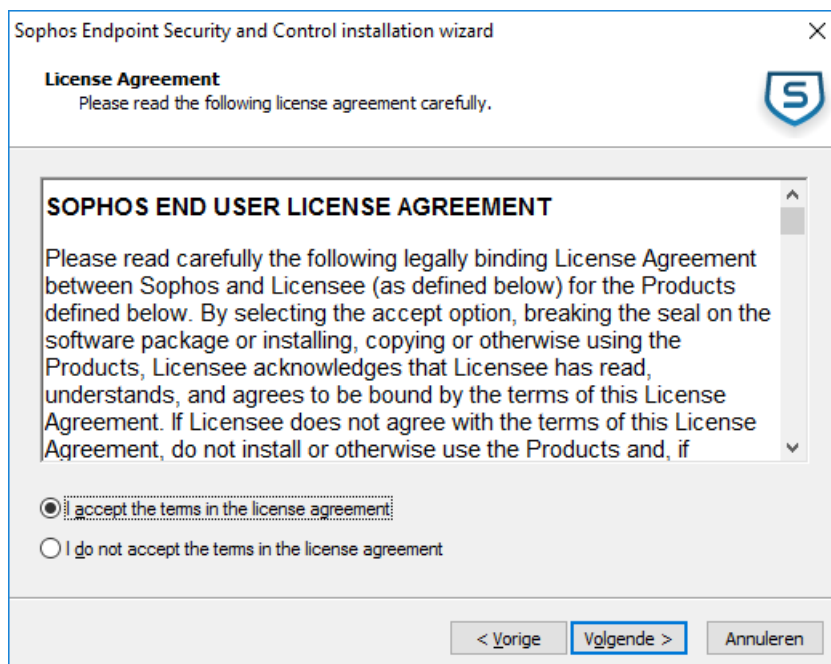 Sophos Endpoint Security and Control installation wizard
License Agreement
Please read the following license agreement carefully.
S
SOPHOS END USER LICENSE AGREEMENT
Please read carefully the following legally binding License Agreement
between Sophos and Licensee (as defined below) for the Products
defined below. By selecting the accept option, breaking the seal on the
software package or installing, copying or otherwise using the
Products, Licensee acknowledges that Licensee has read,
understands, and agrees to be bound by the terms of this License
Agreement. If Licensee does not agree with the terms of this License
Agreement, do not install or otherwise use the Products and, if
I accept the terms in the license agreement
I do not accept the terms in the license agreement
< Vorige
Volgende >
Annuleren